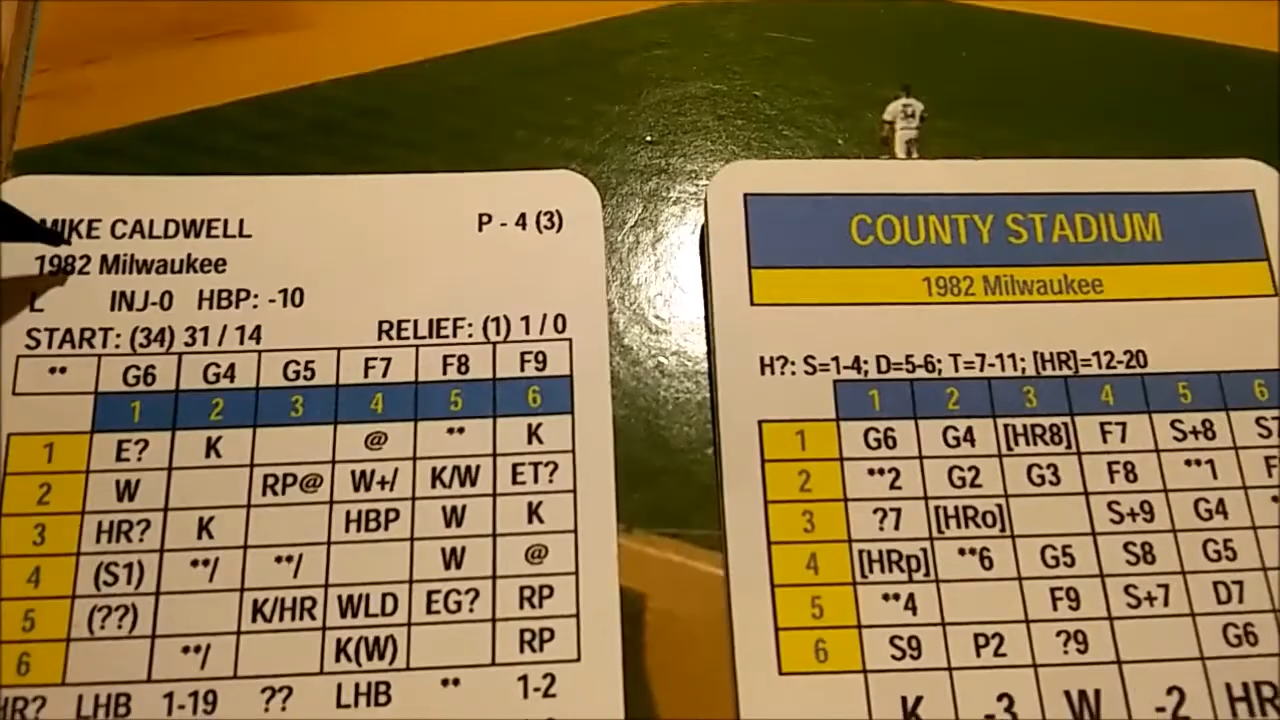 MIKE CALDWELL P - 4 (3)
1982 Milwaukee
L INJ-0 HBP: -10
START: (34) 31 / 14 RELIEF: (1) 1 / 0
** G6 G4 G5 F7 F8 F9
1 2 3 4 5 6
1 E? K @ ** K
2 W RP@ W+/ K/W ET?
3 HR? K HBP W K
4 (S1) **/ **/ W @
5 (??) K/HR WLD EG? RP
6 **/ K(W) RP
HR? LHB 1-19 ?? LHB ** 1-2
34
COUNTY STADIUM
1982 Milwaukee
H?: S=1-4; D=5-6; T=7-11; [HR]=12-20
1 2 3 4 5 6
1 G6 G4 [HR8] F7 S+8 S7
2 **2 G2 G3 F8 **1 F
3 ?7 [HRo] S+9 G4
4 [HRp] **6 G5 S8 G5
5 **4 F9 S+7 D7
6 S9 P2 ?9 G6
K -3 W -2 HR